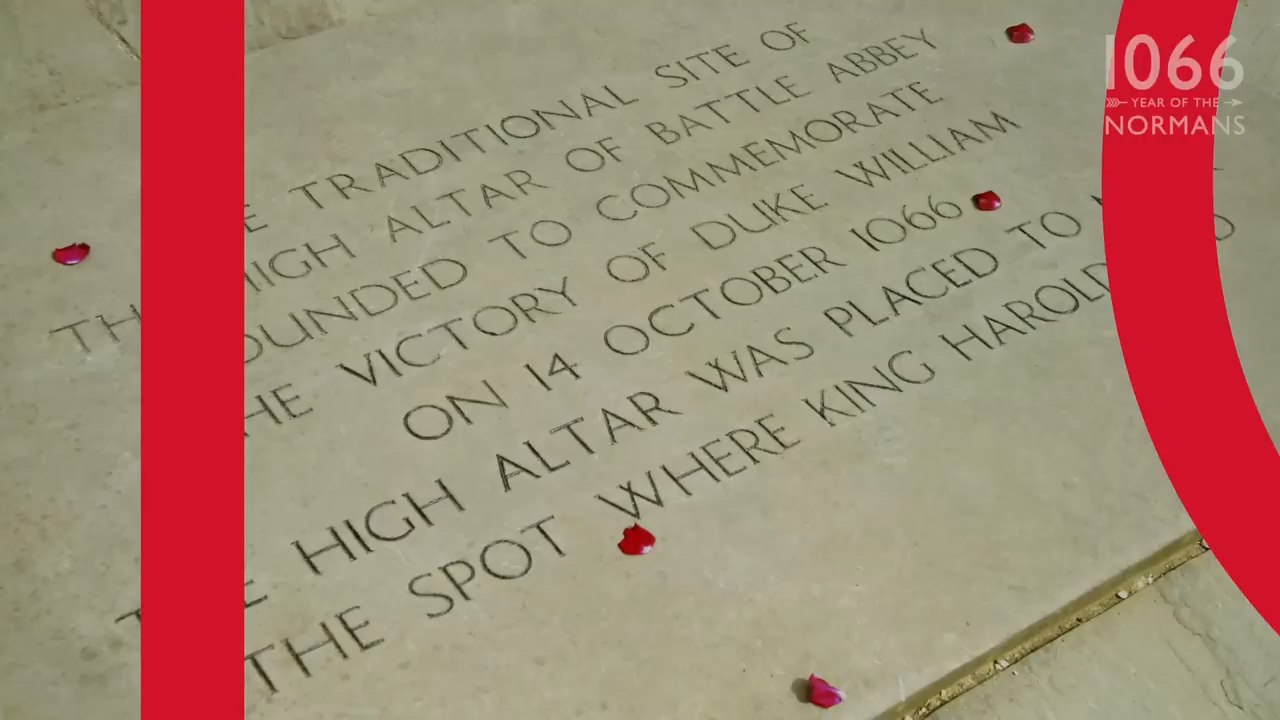 E TRADITIONAL SITE OF
TH HIGH ALTAR OF BATTLE ABBEY
OUNDED TO COMMEMORATE
HE VICTORY OF DUKE WILLIAM
ON 14 OCTOBER 1066
HIGH ALTAR WAS PLACED TO
THE SPOT WHERE KING HAROLD
1066
YEAR OF THE
NORMANS